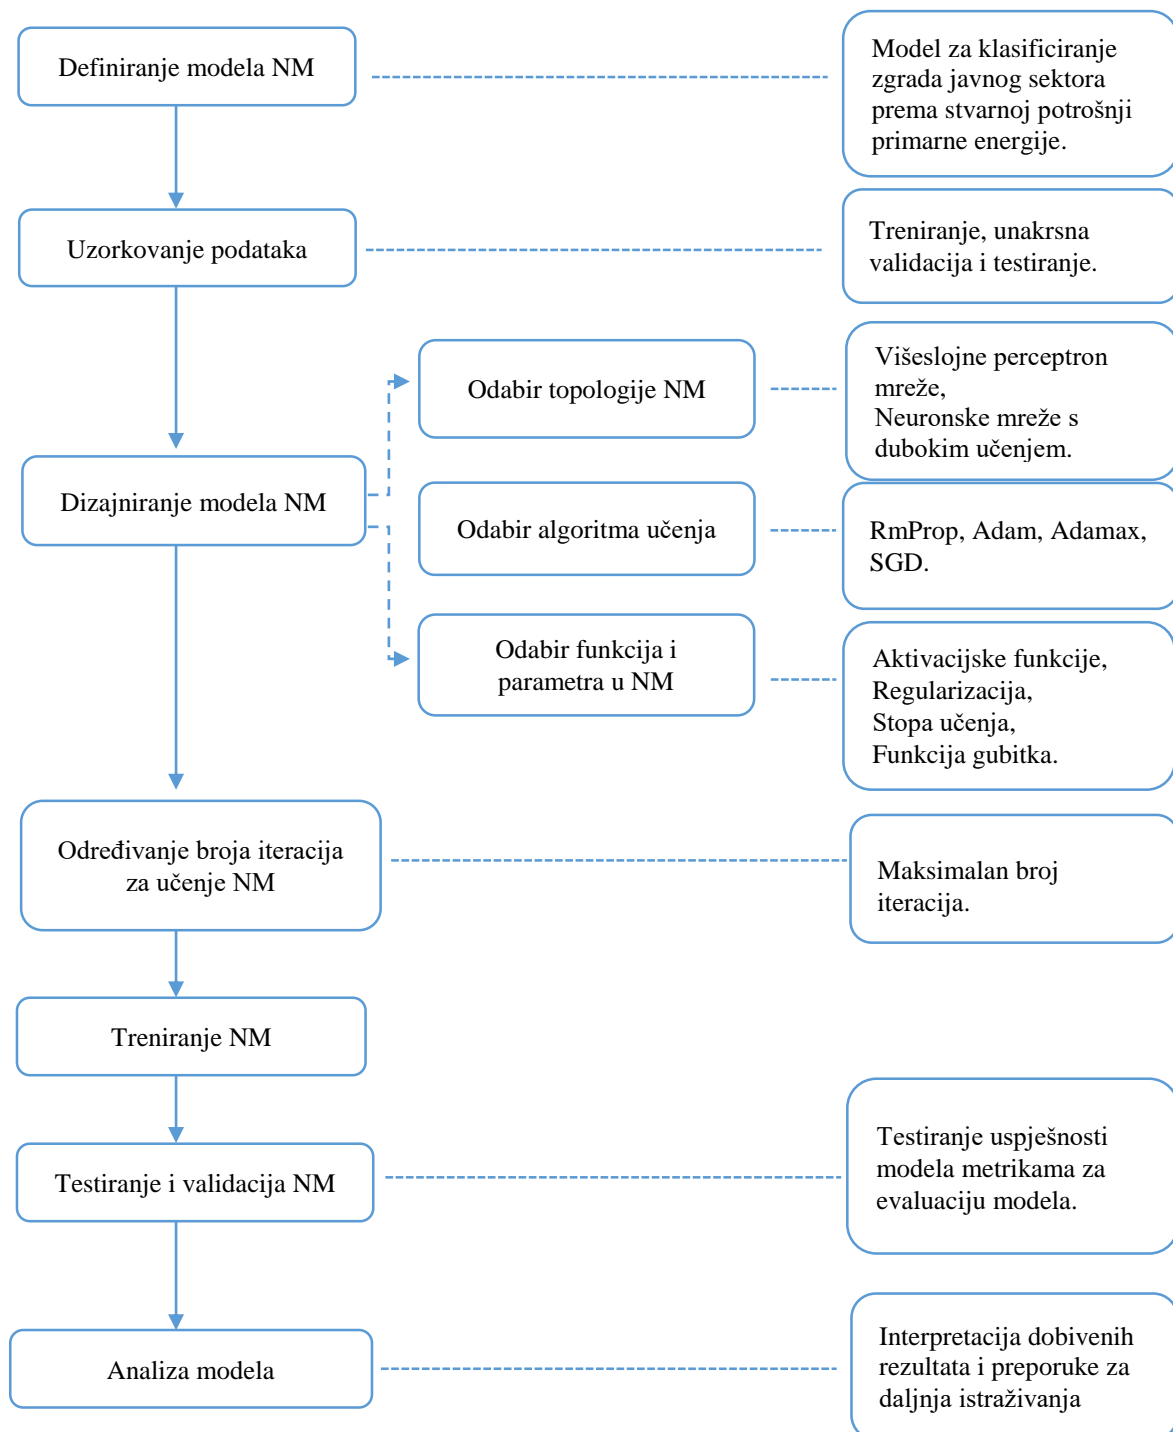 Definiranje modela NM
Model za klasificiranje
zgrada javnog sektora
prema stvarnoj potrošnji
primarne energije.
Uzorkovanje podataka
Treniranje, unakrsna
validacija i testiranje.
Odabir topologije NM
Višeslojne perceptron
mreže,
Neuronske mreže s
dubokim učenjem.
Dizajniranje modela NM
Odabir algoritma učenja
RmProp, Adam, Adamax,
SGD.
Odabir funkcija i
parametra u NM
Aktivacijske funkcije,
Regularizacija,
Stopa učenja,
Funkcija gubitka.
Određivanje broja iteracija
za učenje NM
Maksimalan broj
iteracija.
Treniranje NM
Testiranje i validacija NM
Testiranje uspješnosti
modela metrikama za
evaluaciju modela.
Analiza modela
Interpretacija dobivenih
rezultata i preporuke za
daljnja istraživanja